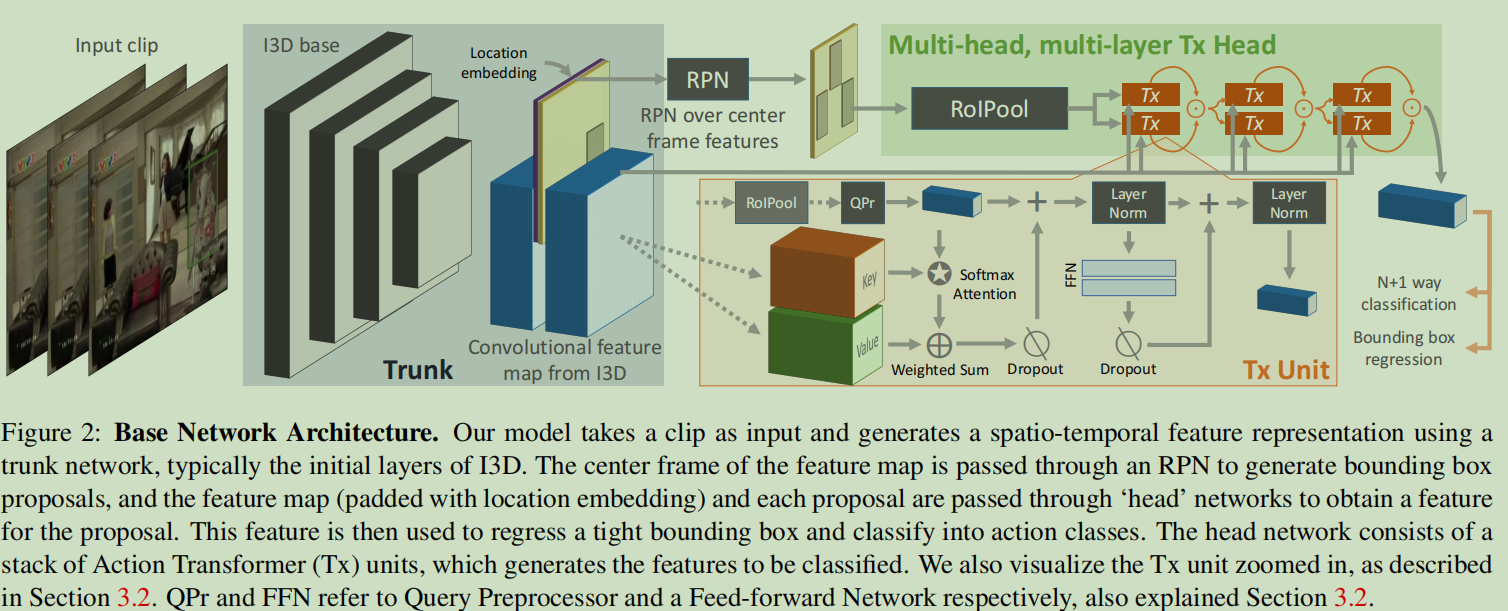 Input clip
I3D base
Location
embedding
RPN
RPN over center
frame features
Multi-head, multi-layer Tx Head
RoIPool
Tx
Tx
Tx
Tx
Tx
Tx
RoIPool
QPr
Layer
Norm
Layer
Norm
Key
Softmax
Attention
FFN
Value
Weighted Sum
Dropout
Dropout
Tx Unit
Trunk
Convolutional feature
map from I3D
N+1 way
classification
Bounding box
regression
Figure 2: Base Network Architecture. Our model takes a clip as input and generates a spatio-temporal feature representation using a
trunk network, typically the initial layers of I3D. The center frame of the feature map is passed through an RPN to generate bounding box
proposals, and the feature map (padded with location embedding) and each proposal are passed through ‘head’ networks to obtain a feature
for the proposal. This feature is then used to regress a tight bounding box and classify into action classes. The head network consists of a
stack of Action Transformer (Tx) units, which generates the features to be classified. We also visualize the Tx unit zoomed in, as described
in Section 3.2. QPr and FFN refer to Query Preprocessor and a Feed-forward Network respectively, also explained Section 3.2.